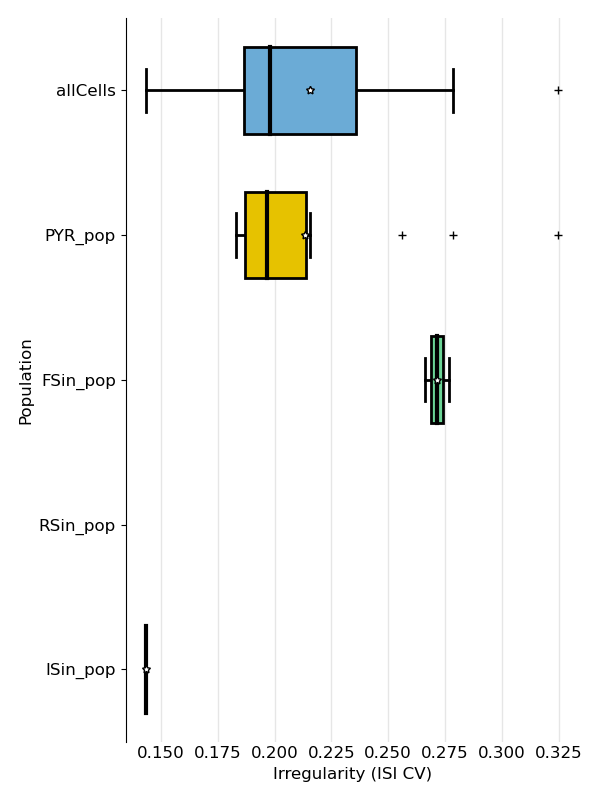 allCells
PYR_pop
FSin_pop
RSin_pop
ISin_pop
Population
0.150 0.175 0.200 0.225 0.250 0.275 0.300 0.325
Irregularity (ISI CV)